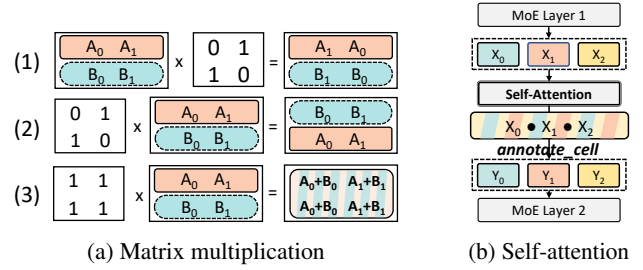 (1) A₀ A₁ x 0 1 = A₁ A₀
B₀ B₁ 1 0 B₁ B₀
(2) 0 1 x A₀ A₁ = B₀ B₁
1 0 B₀ B₁ A₀ A₁
(3) 1 1 x A₀ A₁ = A₀+B₀ A₁+B₁
1 1 B₀ B₁ A₀+B₀ A₁+B₁
(a) Matrix multiplication
MoE Layer 1
X₀ X₁ X₂
Self-Attention
X₀ ● X₁ ● X₂
annotate_cell
Y₀ Y₁ Y₂
MoE Layer 2
(b) Self-attention